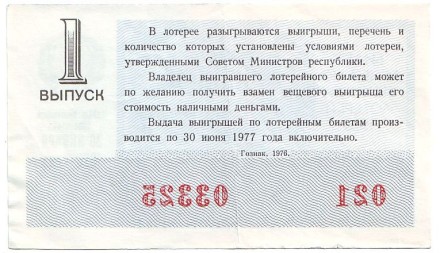 1
ВЫПУСК
В лотерее разыгрываются выигрыши, перечень и
количество которых установлены условиями лотереи,
утвержденными Советом Министров республики.
Владелец выигравшего лотерейного билета может
по желанию получить взамен вещевого выигрыша его
стоимость наличными деньгами.
Выдача выигрышей по лотерейным билетам произ-
водится по 30 июня 1977 года включительно.
Гознак, 1976.
03325 021